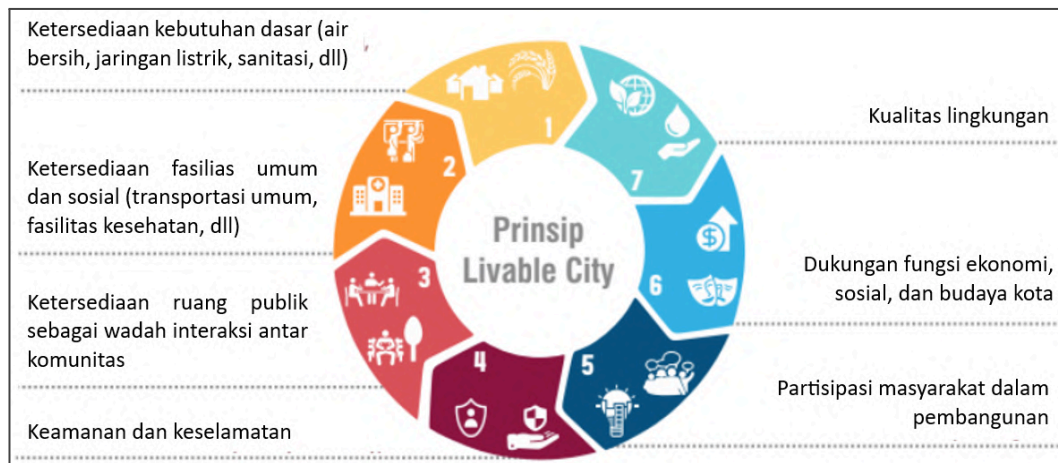 Ketersediaan kebutuhan dasar (air
bersih, jaringan listrik, sanitasi, dll)
Ketersediaan fasilias umum
dan sosial (transportasi umum,
fasilitas kesehatan, dll)
Ketersediaan ruang publik
sebagai wadah interaksi antar
komunitas
Keamanan dan keselamatan
1
2
3
4
5
6
7
Prinsip
Livable City
Kualitas lingkungan
Dukungan fungsi ekonomi,
sosial, dan budaya kota
Partisipasi masyarakat dalam
pembangunan